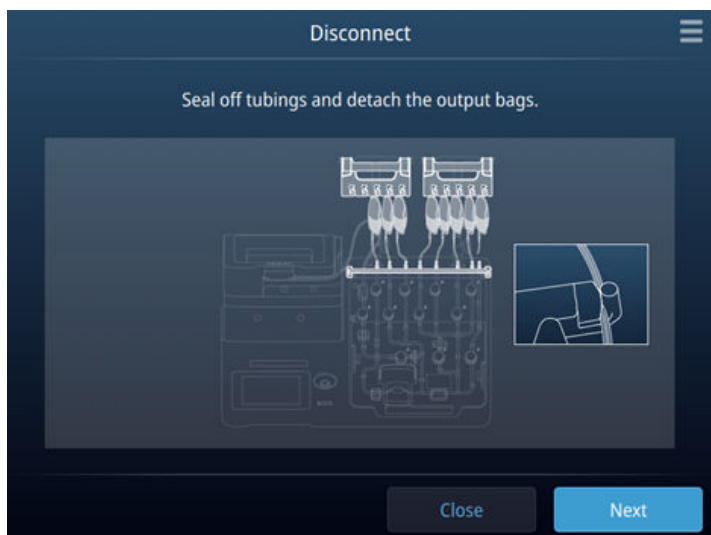 Disconnect
Seal off tubings and detach the output bags.
Close
Next